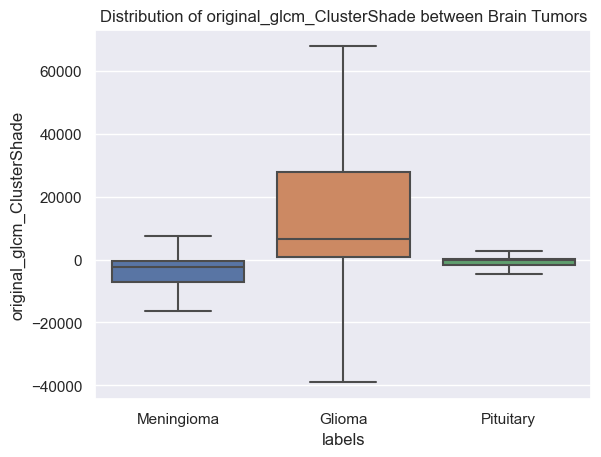 Distribution of original_glcm_ClusterShade between Brain Tumors
original_glcm_ClusterShade
60000
40000
20000
0
−20000
−40000
Meningioma
Glioma
Pituitary
labels